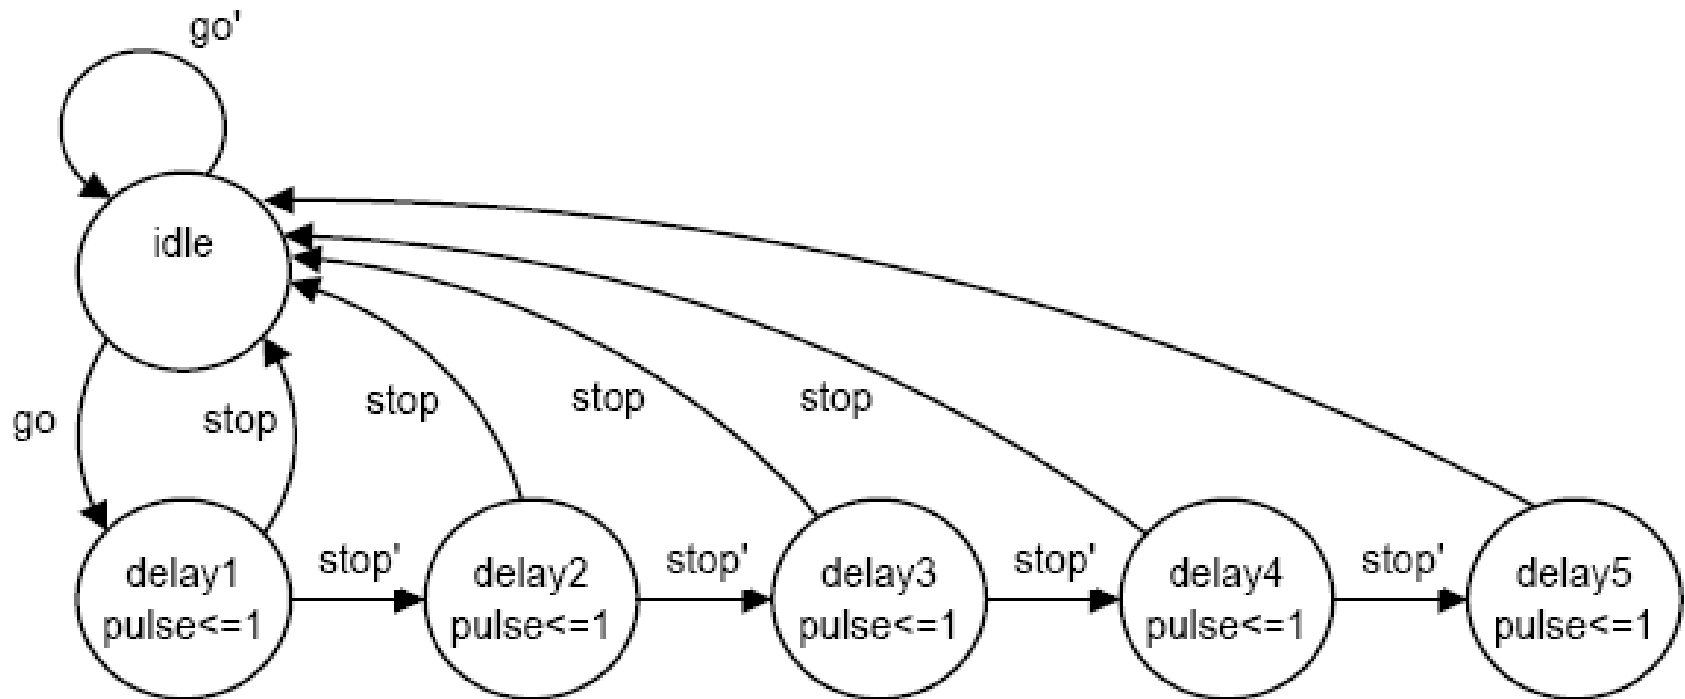 go'
idle
go
stop
stop
stop
stop
delay1
pulse<=1
stop'
delay2
pulse<=1
stop'
delay3
pulse<=1
stop'
delay4
pulse<=1
stop'
delay5
pulse<=1